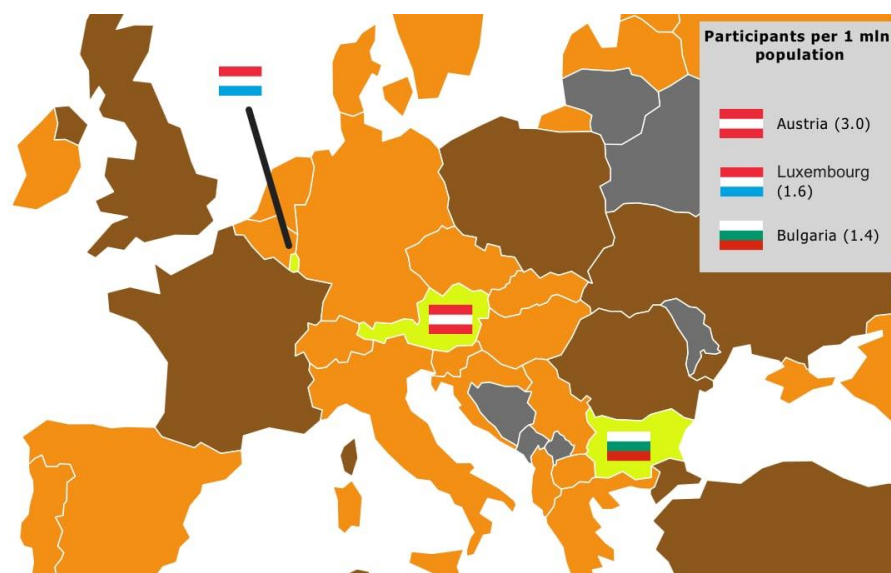 Participants per 1 mln
population
Austria (3.0)
Luxembourg
(1.6)
Bulgaria (1.4)